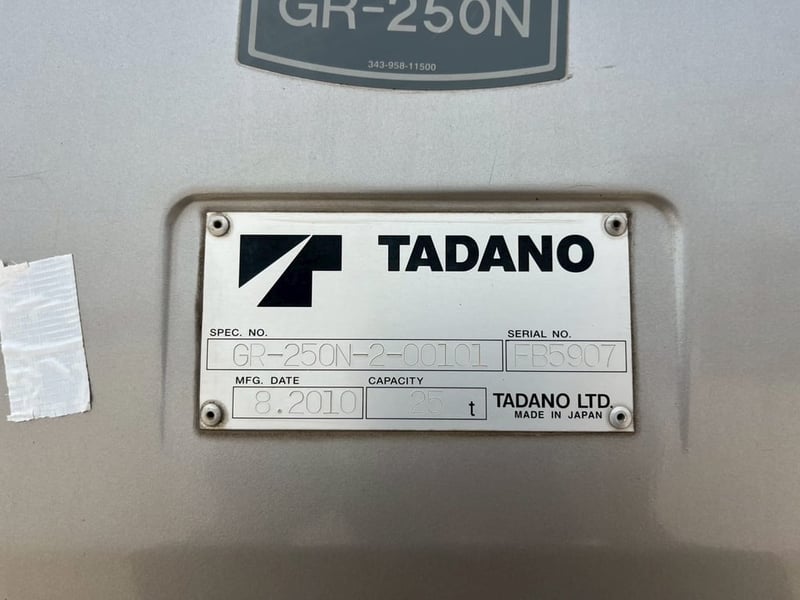 GR-250N
343-958-11500
TADANO
SPEC. NO. SERIAL NO.
GR-250N-2-00101 FB5907
MFG. DATE CAPACITY
8.2010 25 t TADANO LTD.
MADE IN JAPAN